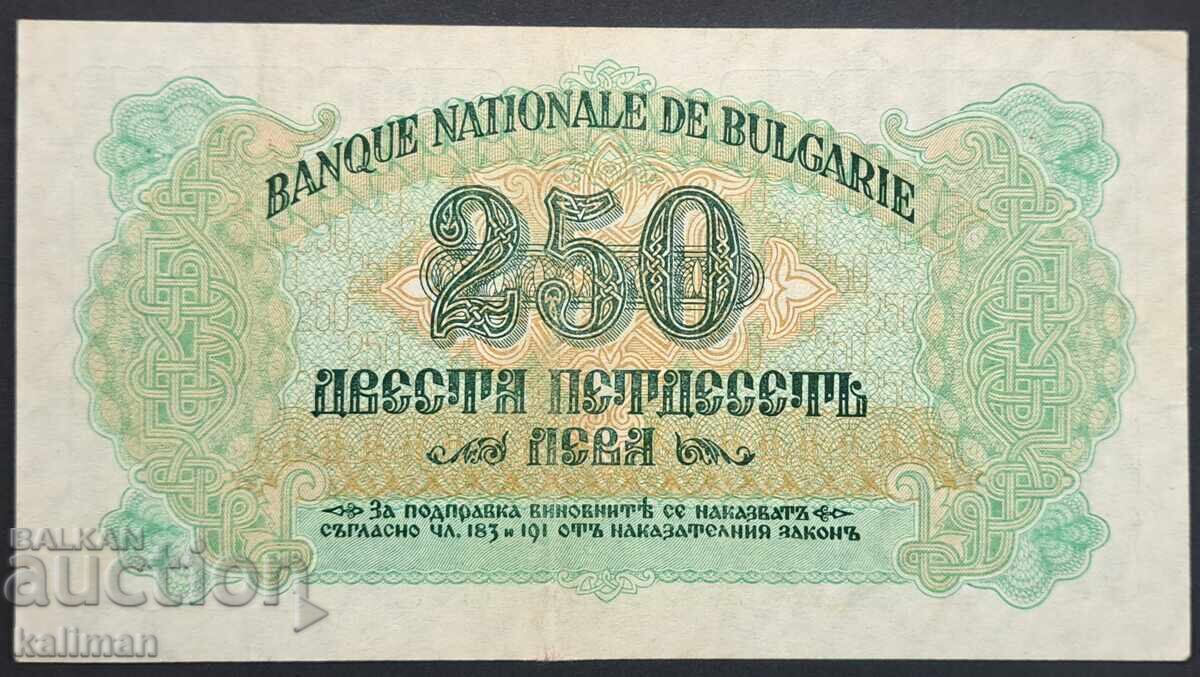 BANQUE NATIONALE DE BULGARIE
250
ДВЕСТА ПЕТДЕСЕТЬ
ЛЕВА
За подправка виновнитѣ се наказватъ
съгласно чл. 183 и 191 отъ наказателния законъ
BALKAN
auction
kaliman